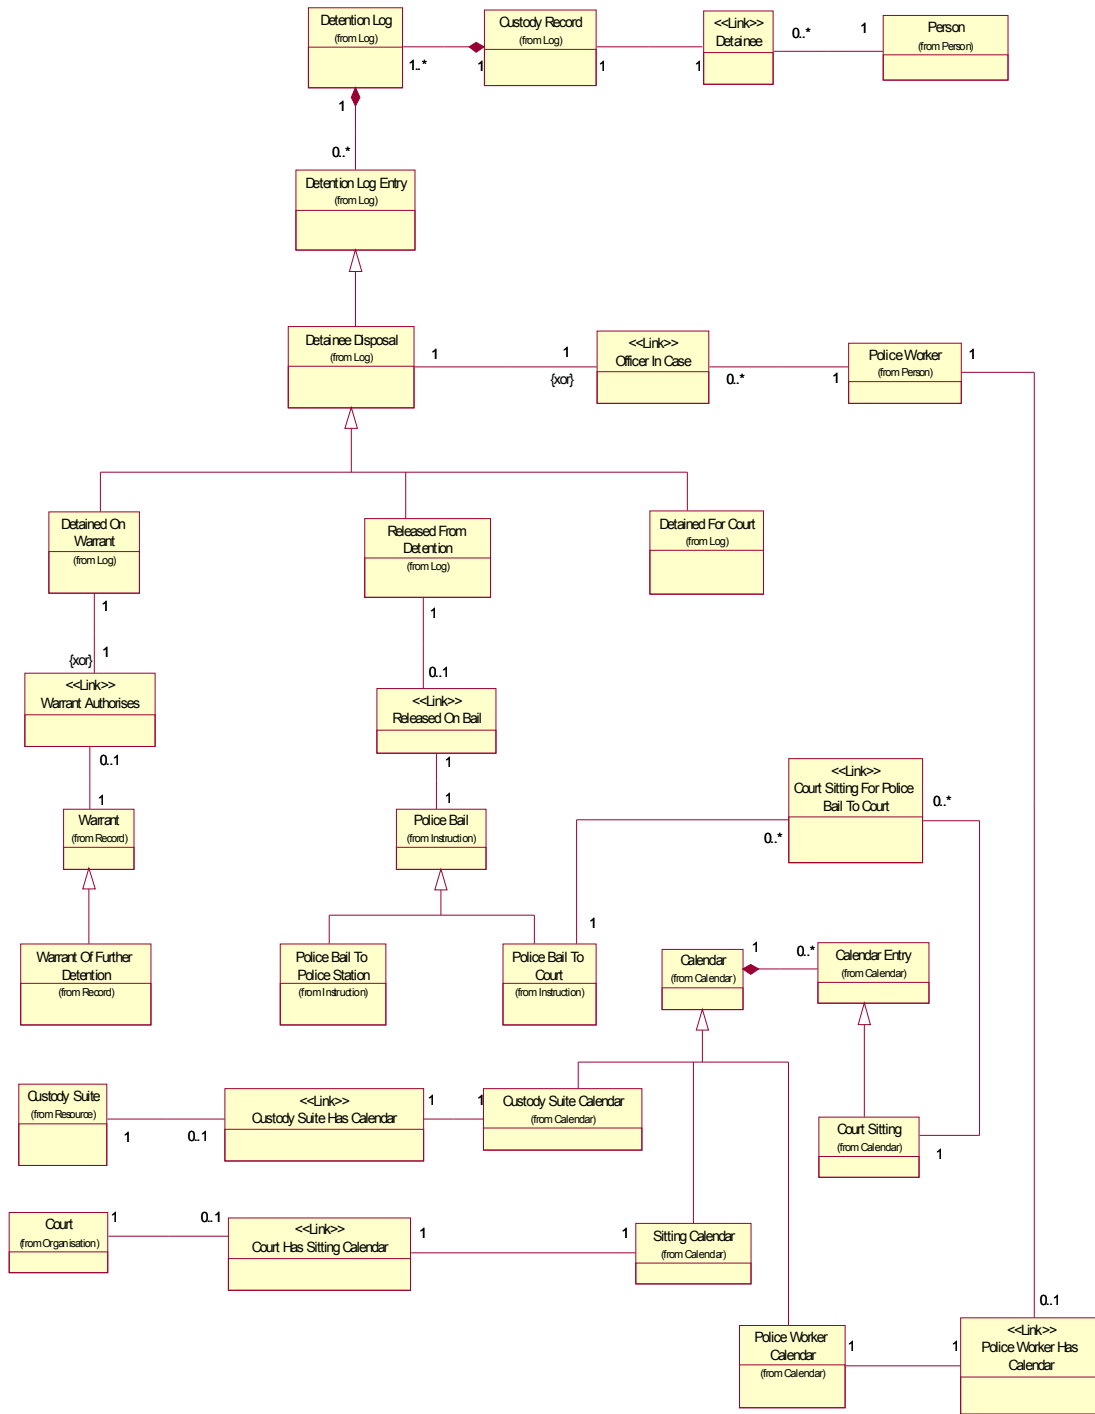 Detention Log
(from Log)
1..*
1
Custody Record
(from Log)
1
1
<<Link>>
Detainee
1
0..*
1
Person
(from Person)
0..*
Detention Log Entry
(from Log)
Detainee Disposal
(from Log)
1
1
{xor}
<<Link>>
Officer In Case
0..*
1
Police Worker
(from Person)
1
Detained On
Warrant
(from Log)
Released From
Detention
(from Log)
Detained For Court
(from Log)
1
1
{xor}
<<Link>>
Warrant Authorises
0..1
1
Warrant
(from Record)
Warrant Of Further
Detention
(from Record)
1
0..1
<<Link>>
Released On Bail
1
1
Police Bail
(from Instruction)
Police Bail To
Police Station
(from Instruction)
Police Bail To
Court
(from Instruction)
1
<<Link>>
Court Sitting For Police
Bail To Court
0..*
0..*
Calendar
(from Calendar)
1
0..*
Calendar Entry
(from Calendar)
Court Sitting
(from Calendar)
1
Custody Suite
(from Resource)
1
0..1
<<Link>>
Custody Suite Has Calendar
1
1
Custody Suite Calendar
(from Calendar)
Court
(from Organisation)
1
0..1
<<Link>>
Court Has Sitting Calendar
1
1
Sitting Calendar
(from Calendar)
Police Worker
Calendar
(from Calendar)
1
1
0..1
<<Link>>
Police Worker Has
Calendar